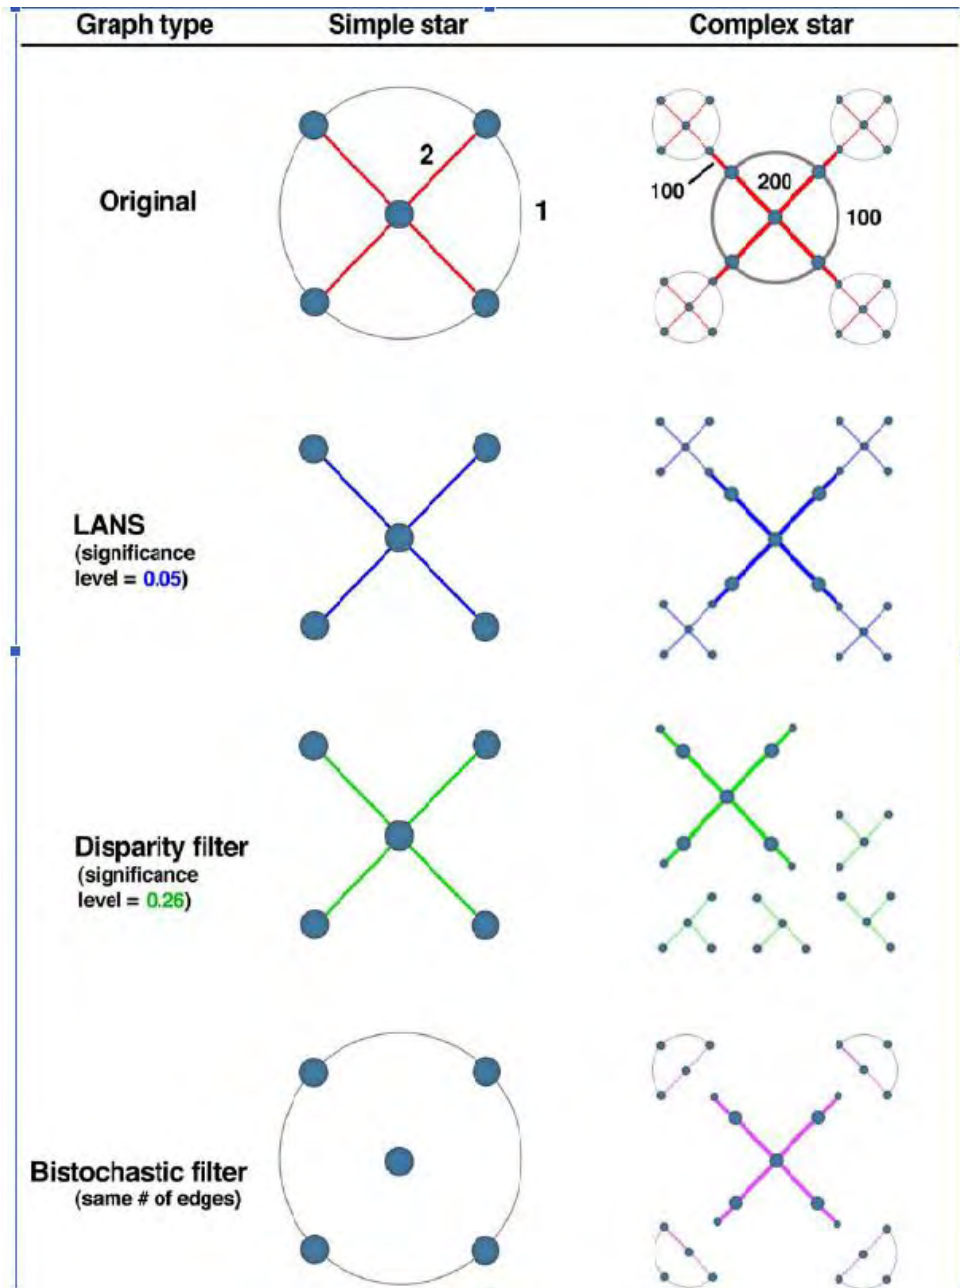 Graph type Simple star Complex star
Original
2
1
100
200
100
LANS
(significance
level = 0.05)
Disparity filter
(significance
level = 0.26)
Bistochastic filter
(same # of edges)